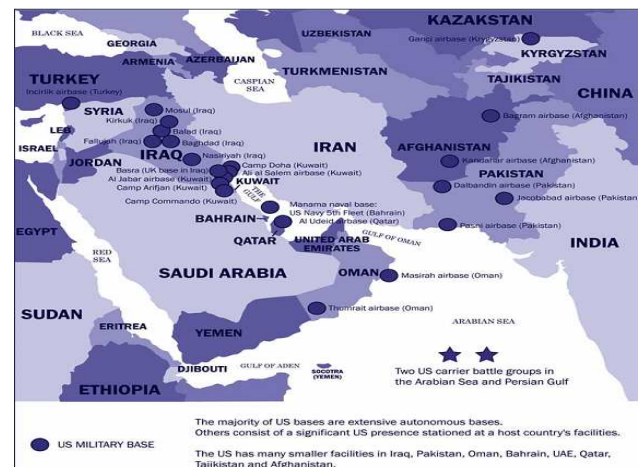 BLACK SEA
GEORGIA
ARMENIA
AZERBAIJAN
CASPIAN
SEA
UZBEKISTAN
TURKMENISTAN
KAZAKSTAN
Ganci airbase (Krygyzstan)
KYRGYZSTAN
TAJIKISTAN
CHINA
TURKEY
Incirlik airbase (Turkey)
SYRIA
LEB
ISRAEL
JORDAN
Mosul (Iraq)
Kirkuk (Iraq)
Balad (Iraq)
Fallujah (Iraq)
Baghdad (Iraq)
IRAQ
Nasiriyah (Iraq)
Basra (UK base in Iraq)
Al Jabar airbase (Kuwait)
Camp Arifjan (Kuwait)
Camp Commando (Kuwait)
Camp Doha (Kuwait)
Ali al Salem airbase (Kuwait)
KUWAIT
THE
GULF
IRAN
Bagram airbase (Afghanistan)
AFGHANISTAN
Kandahar airbase (Afghanistan)
PAKISTAN
Dalbandin airbase (Pakistan)
Jacobabad airbase (Pakistan)
Pasni airbase (Pakistan)
INDIA
Manama naval base:
US Navy 5th Fleet (Bahrain)
BAHRAIN
Al Udeid airbase (Qatar)
QATAR
UNITED ARAB
EMIRATES
GULF OF OMAN
EGYPT
RED
SEA
SAUDI ARABIA
OMAN
Masirah airbase (Oman)
Thumrait airbase (Oman)
ARABIAN SEA
SUDAN
ERITREA
YEMEN
DJIBOUTI
GULF OF ADEN
SOCOTRA
(YEMEN)
ETHIOPIA
Two US carrier battle groups in
the Arabian Sea and Persian Gulf
US MILITARY BASE
The majority of US bases are extensive autonomous bases.
Others consist of a significant US presence stationed at a host country's facilities.
The US has many smaller facilities in Iraq, Pakistan, Oman, Bahrain, UAE, Qatar,
Tajikistan and Afghanistan.